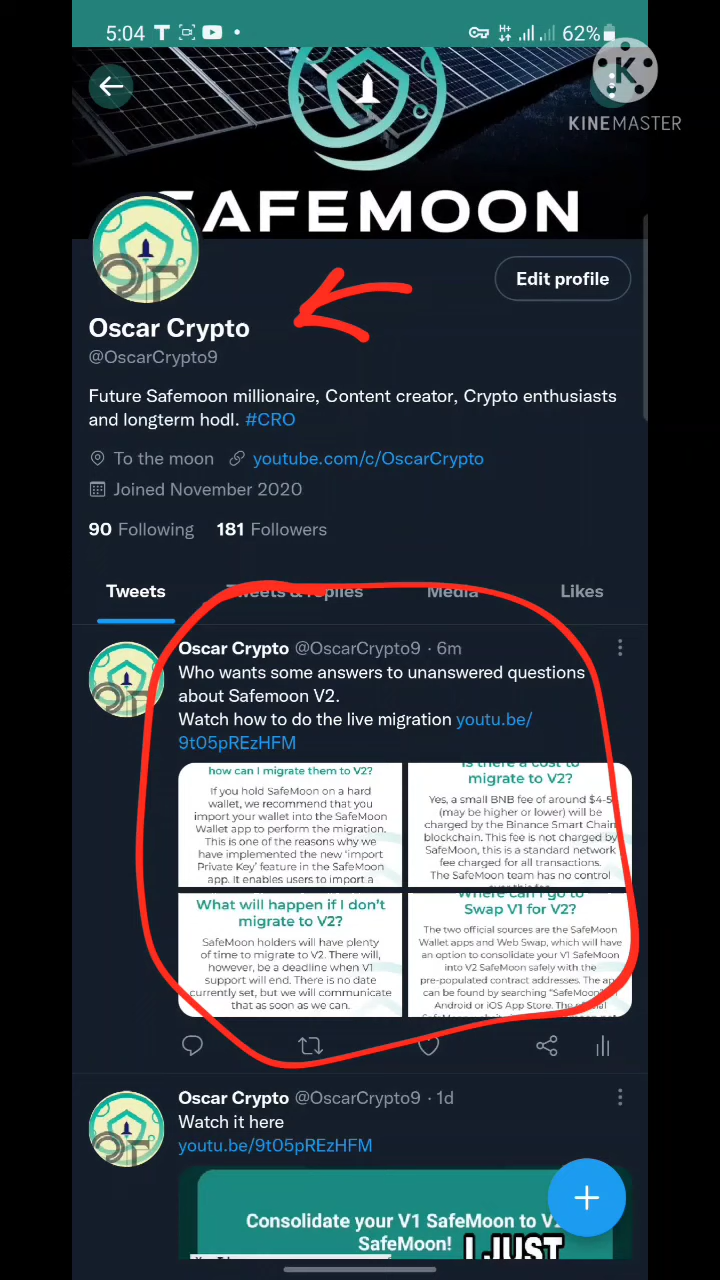 5:04
62%
K
KINEMASTER
SAFEMOON
Edit profile
Oscar Crypto
@OscarCrypto9
Future Safemoon millionaire, Content creator, Crypto enthusiasts
and longterm hodl. #CRO
To the moon youtube.com/c/OscarCrypto
Joined November 2020
90 Following 181 Followers
Tweets Tweets & replies Media Likes
Oscar Crypto @OscarCrypto9 · 6m
Who wants some answers to unanswered questions
about Safemoon V2.
Watch how to do the live migration youtu.be/
9t05pREzHFM
how can I migrate them to V2?
If you hold SafeMoon on a hard
wallet, we recommend that you
import your wallet into the SafeMoon
Wallet app to perform the migration.
This is one of the reasons why we
have implemented the new 'import
Private Key' feature in the SafeMoon
app. It enables users to import a
Is there a cost to
migrate to V2?
Yes, a small BNB fee of around $4-5
(may be higher or lower) will be
charged by the Binance Smart Chain
blockchain. This fee is not charged by
SafeMoon, this is a standard network
fee charged for all transactions.
The SafeMoon team has no control
over this fee
What will happen if I don't
migrate to V2?
SafeMoon holders will have plenty
of time to migrate to V2. There will,
however, be a deadline when V1
support will end. There is no date
currently set, but we will communicate
that as soon as we can.
Where can I go to
Swap V1 for V2?
The two official sources are the SafeMoon
Wallet apps and Web Swap, which will have
an option to consolidate your V1 SafeMoon
into V2 SafeMoon safely with the
pre-populated contract addresses. The app
can be found by searching "SafeMoon"
Android or iOS App Store. The
Oscar Crypto @OscarCrypto9 · 1d
Watch it here
youtu.be/9t05pREzHFM
Consolidate your V1 SafeMoon to V2
SafeMoon!
I JUST